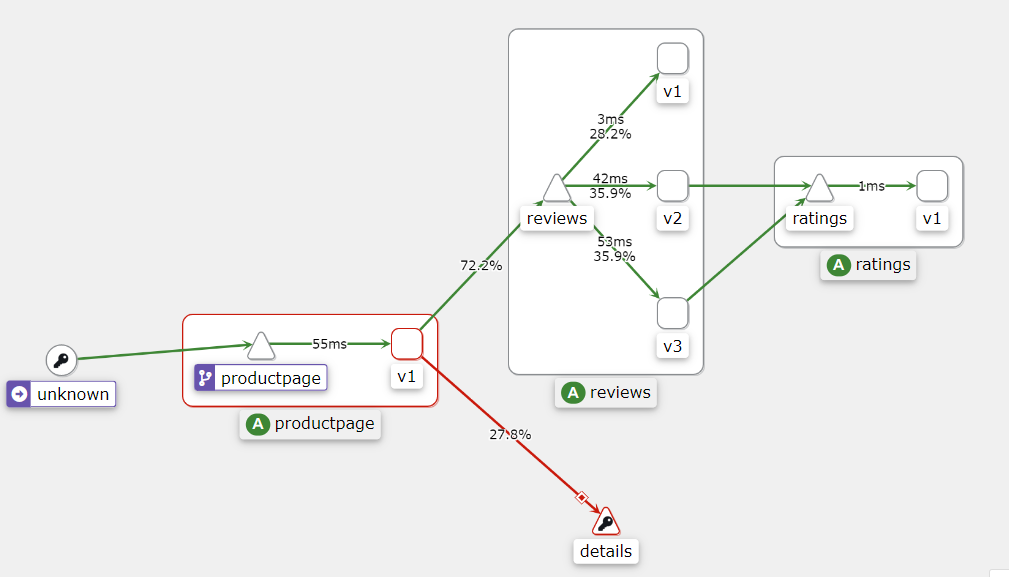 v1
3ms
28.2%
42ms
35.9%
reviews
v2
1ms
ratings
v1
53ms
35.9%
72.2%
A ratings
v3
55ms
productpage
v1
unknown
A reviews
A productpage
27.8%
details